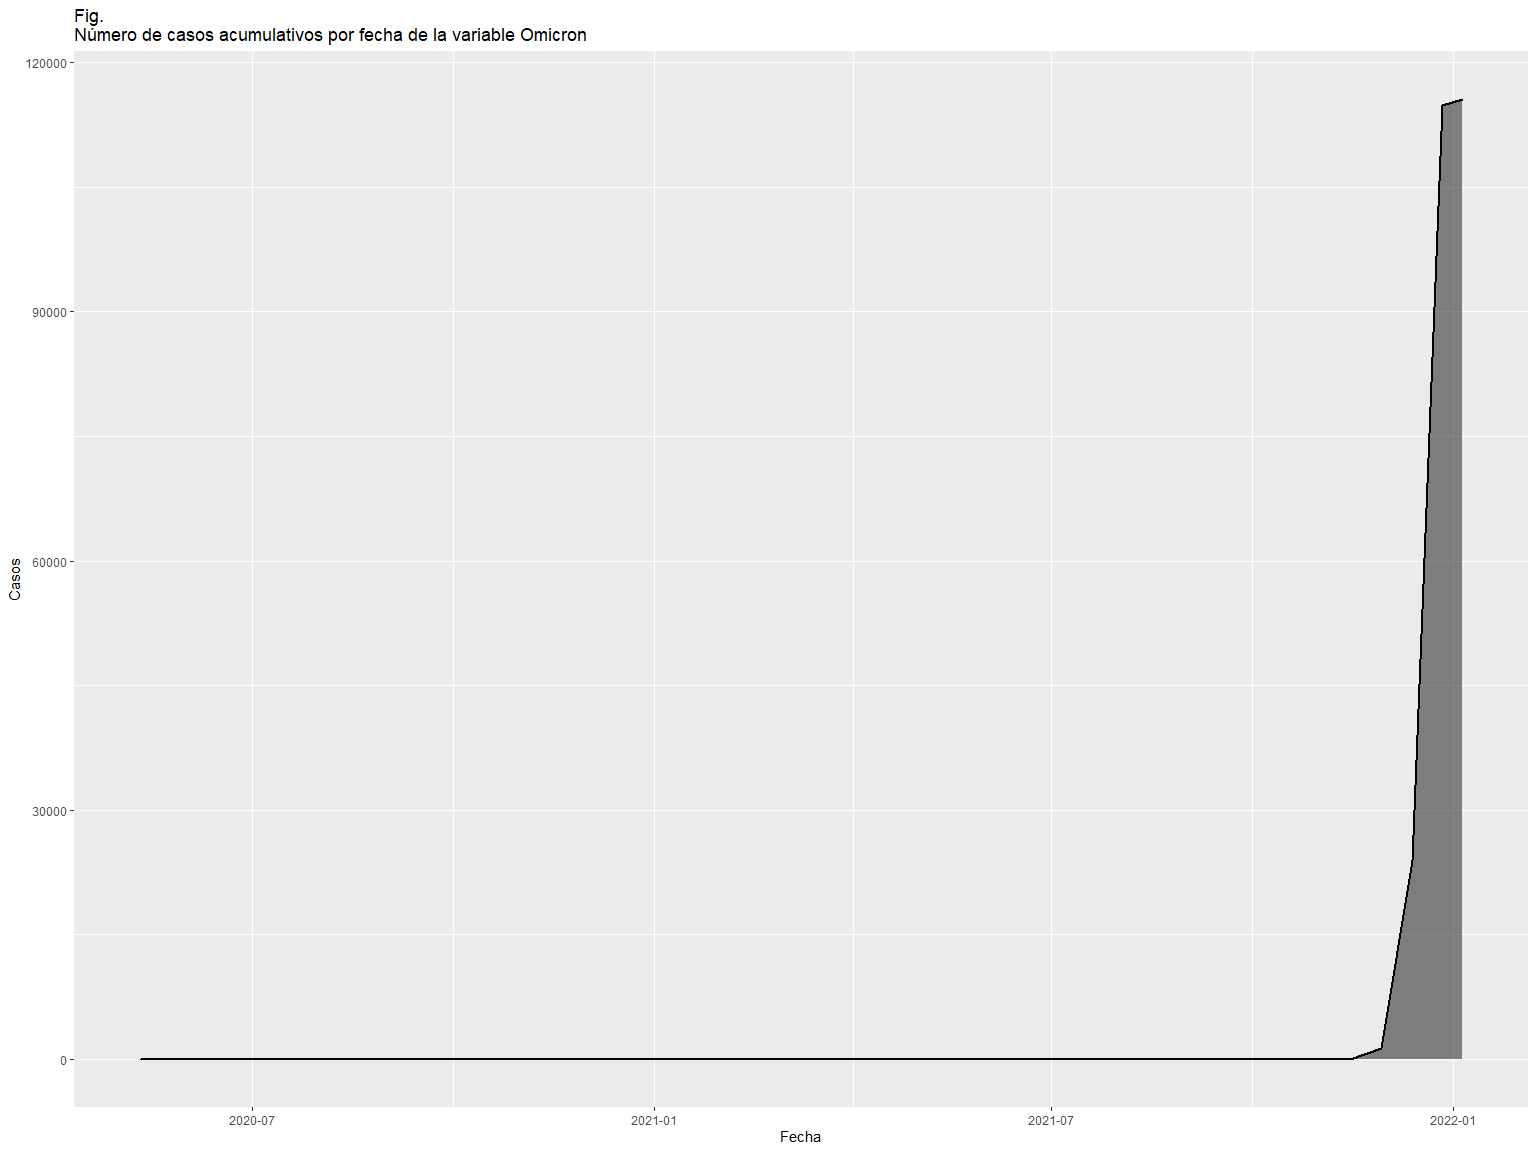 Fig.
Número de casos acumulativos por fecha de la variable Omicron
120000
90000
60000
30000
0
Casos
2020-07
2021-01
2021-07
2022-01
Fecha